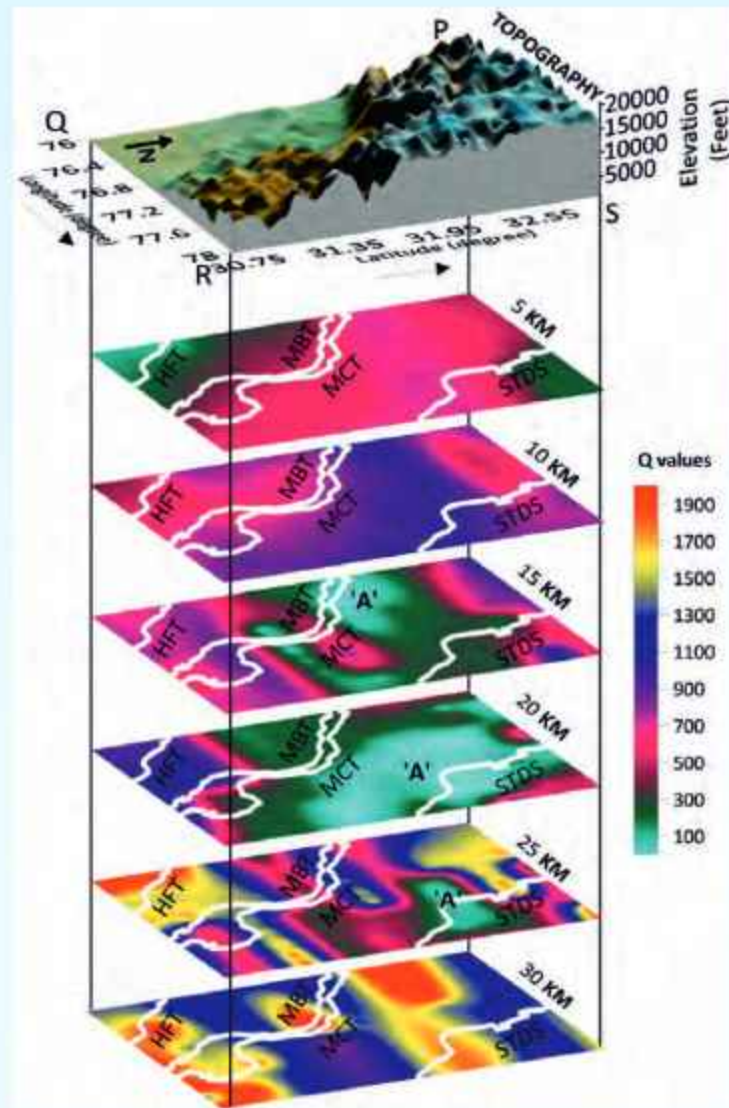 P
TOPOGRAPHY
Q
N
20000
15000
10000
5000
Elevation
(Feet)
76
76.4
76.8
77.2
77.6
78
R
30.75
31.35
31.95
32.55
Latitude (degree)
S
HFT
MBT
MCT
STDS
5 KM
HFT
MBT
MCT
STDS
10 KM
HFT
MBT
'A'
MCT
STDS
15 KM
HFT
MBT
MCT
'A'
STDS
20 KM
HFT
MBT
MCT
'A'
STDS
25 KM
HFT
MBT
MCT
STDS
30 KM
Q values
1900
1700
1500
1300
1100
900
700
500
300
100